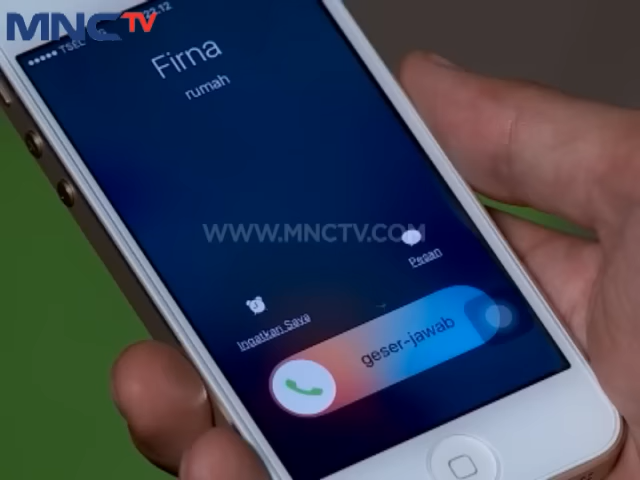 MNCTV
TSEL
22.12
Firna
rumah
WWW.MNCTV.COM
Pesan
Ingatkan Saya
geser-jawab